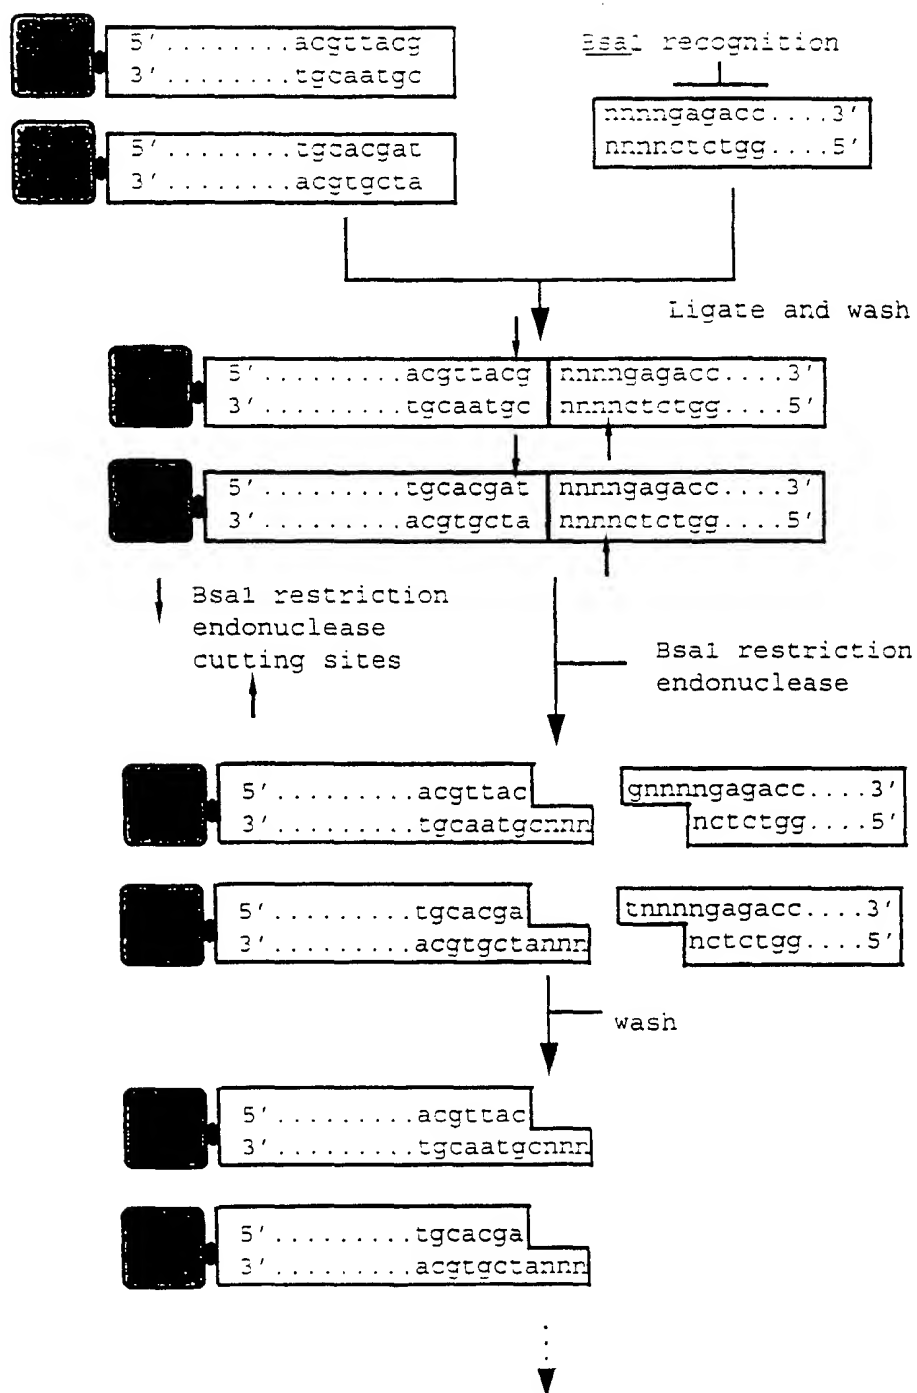 5'........acgttacg
3'........tgcaatgc
Bsa1 recognition
nnnngagacc....3'
nnnnctctgg....5'
5'........tgcacgat
3'........acgtgcta
Ligate and wash
5'.........acgttacg nnnngagacc....3'
3'.........tgcaatgc nnnnctctgg....5'
5'.........tgcacgat nnnngagacc....3'
3'.........acgtgcta nnnnctctgg....5'
Bsa1 restriction
endonuclease
cutting sites
Bsa1 restriction
endonuclease
5'.........acgttac gnnnngagacc....3'
3'.........tgcaatgcnnn nctctgg....5'
5'.........tgcacga tnnnngagacc....3'
3'.........acgtgctannn nctctgg....5'
wash
5'.........acgttac
3'.........tgcaatgcnnn
5'.........tgcacga
3'.........acgtgctannn